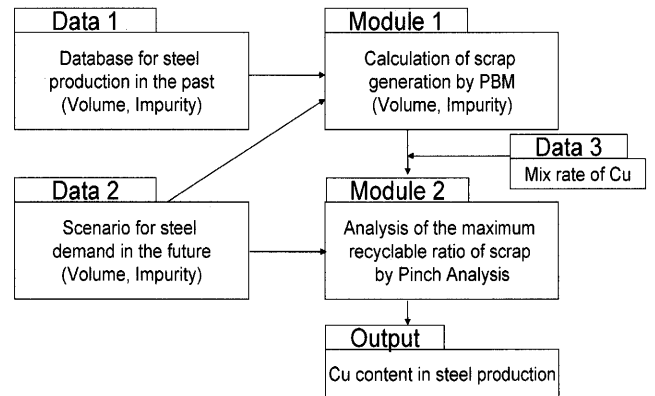 Data 1
Database for steel
production in the past
(Volume, Impurity)
Module 1
Calculation of scrap
generation by PBM
(Volume, Impurity)
Data 3
Mix rate of Cu
Data 2
Scenario for steel
demand in the future
(Volume, Impurity)
Module 2
Analysis of the maximum
recyclable ratio of scrap
by Pinch Analysis
Output
Cu content in steel production